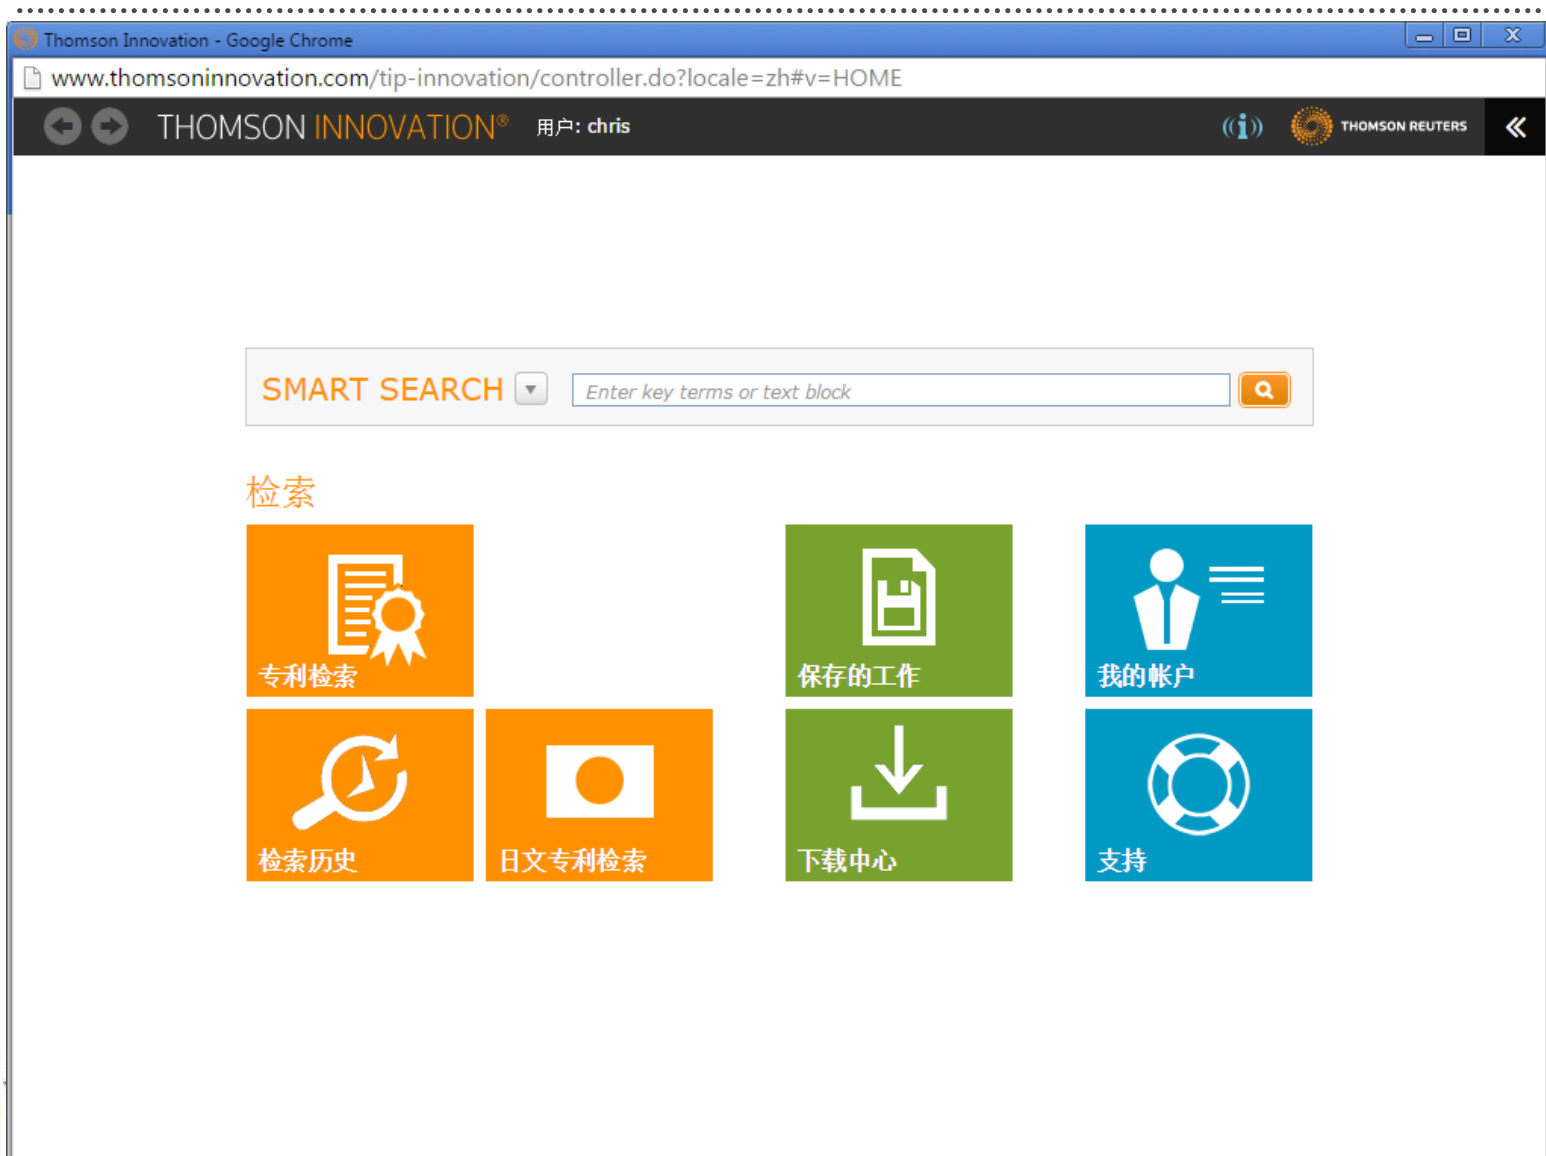 Thomson Innovation - Google Chrome
www.thomsoninnovation.com/tip-innovation/controller.do?locale=zh#v=HOME
THOMSON INNOVATION® 用户: chris
THOMSON REUTERS
SMART SEARCH
Enter key terms or text block
检索
专利检索
保存的工作
我的帐户
检索历史
日文专利检索
下载中心
支持